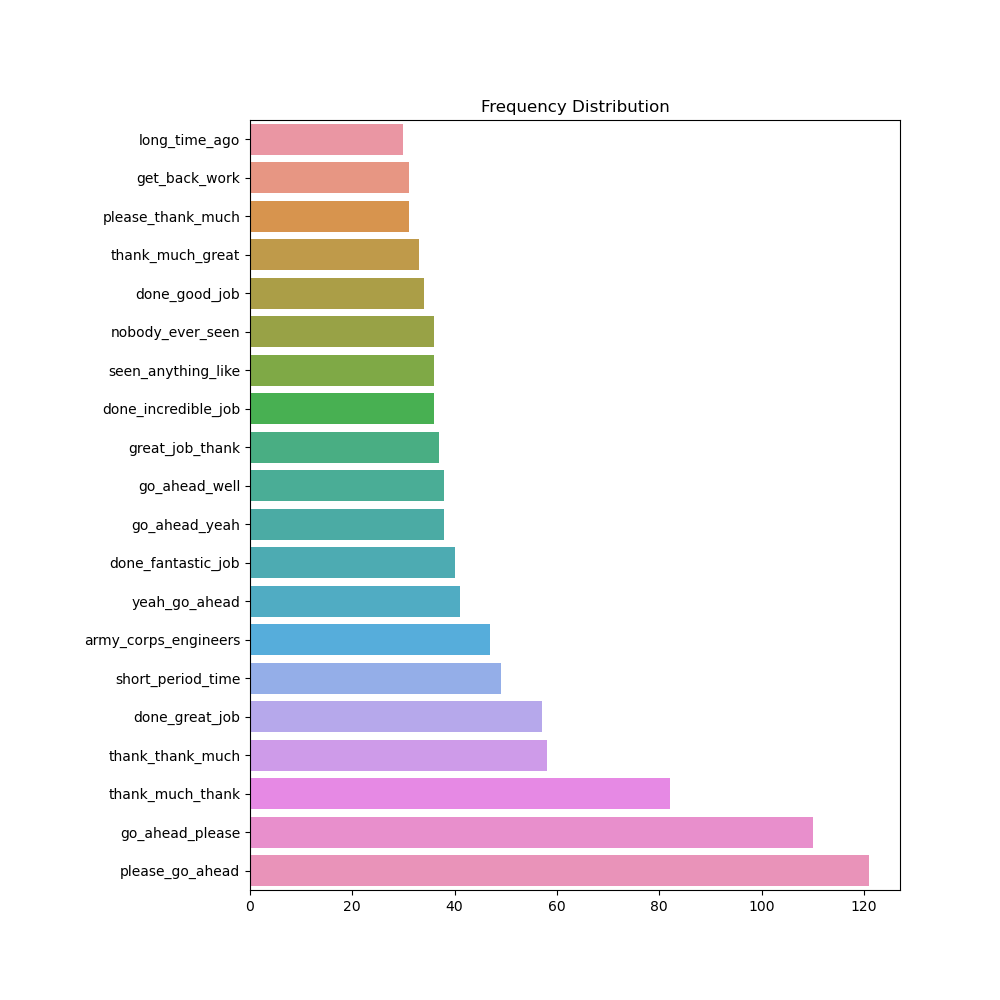 Frequency Distribution
long_time_ago
get_back_work
please_thank_much
thank_much_great
done_good_job
nobody_ever_seen
seen_anything_like
done_incredible_job
great_job_thank
go_ahead_well
go_ahead_yeah
done_fantastic_job
yeah_go_ahead
army_corps_engineers
short_period_time
done_great_job
thank_thank_much
thank_much_thank
go_ahead_please
please_go_ahead
0 20 40 60 80 100 120